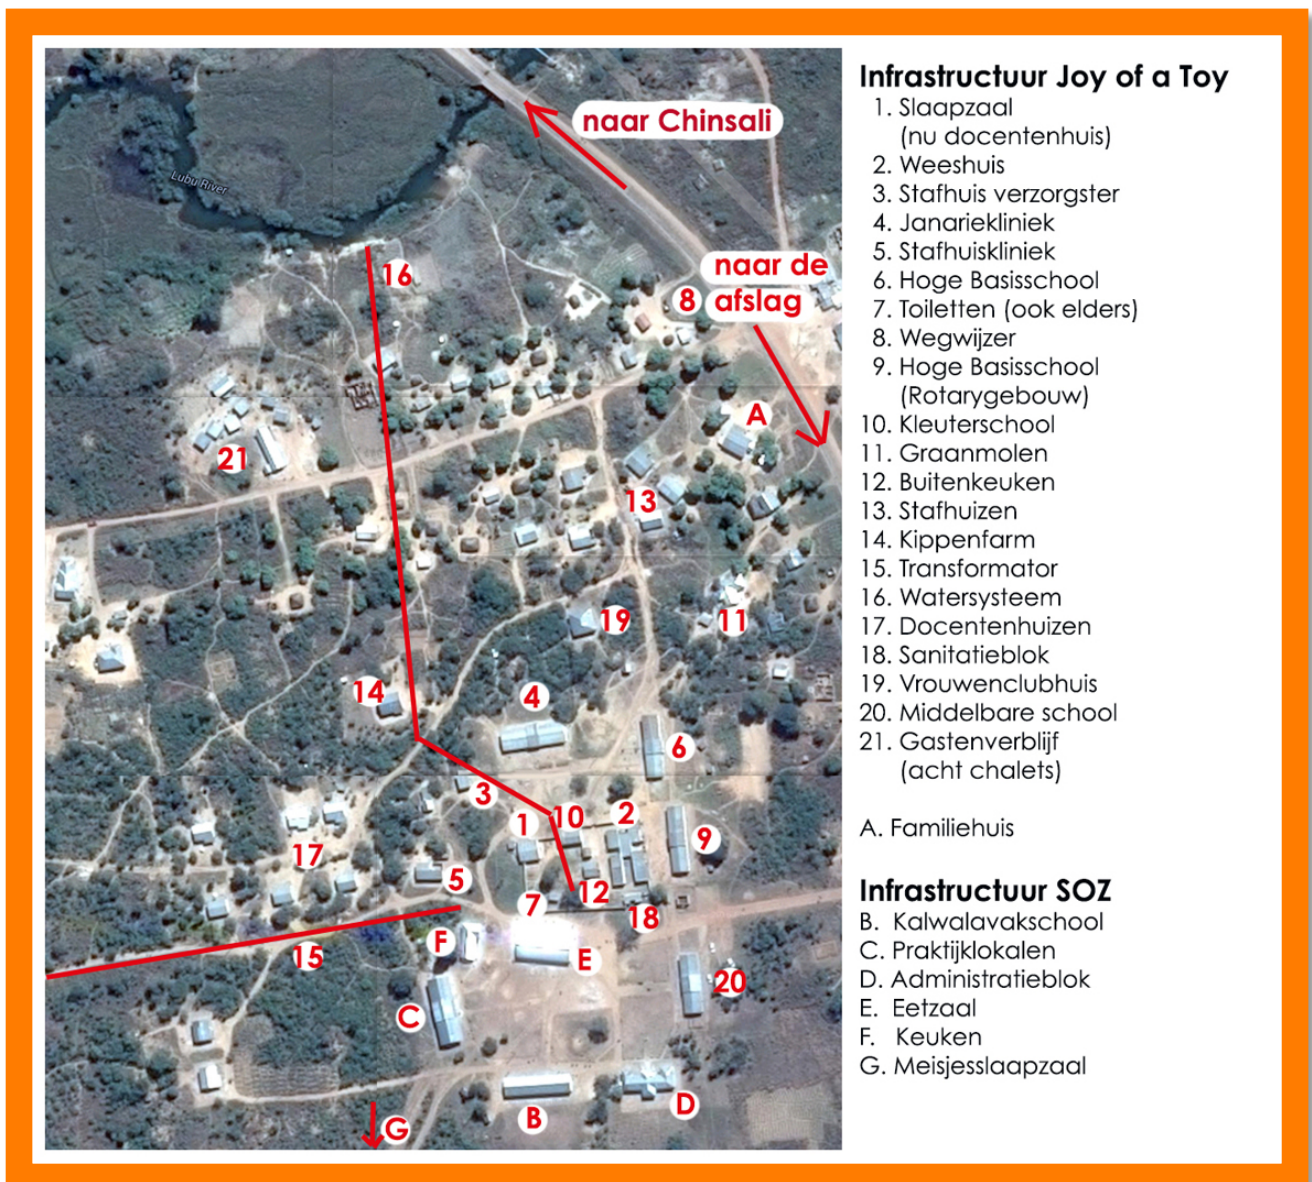 Lubu River
naar Chinsali
naar de
8 afslag
16
A
21
13
19
11
14
4
6
3
10
2
1
9
17
5
12
7
18
F
15
E
20
C
B
D
G
Infrastructuur Joy of a Toy
1. Slaapzaal
(nu docentenhuis)
2. Weeshuis
3. Stafhuis verzorgster
4. Janariekliniek
5. Stafhuiskliniek
6. Hoge Basisschool
7. Toiletten (ook elders)
8. Wegwijzer
9. Hoge Basisschool
(Rotarygebouw)
10. Kleuterschool
11. Graanmolen
12. Buitenkeuken
13. Stafhuizen
14. Kippenfarm
15. Transformator
16. Watersysteem
17. Docentenhuizen
18. Sanitatieblok
19. Vrouwenclubhuis
20. Middelbare school
21. Gastenverblijf
(acht chalets)
A. Familiehuis
Infrastructuur SOZ
B. Kalwalavakschool
C. Praktijklokalen
D. Administratieblok
E. Eetzaal
F. Keuken
G. Meisjesslaapzaal